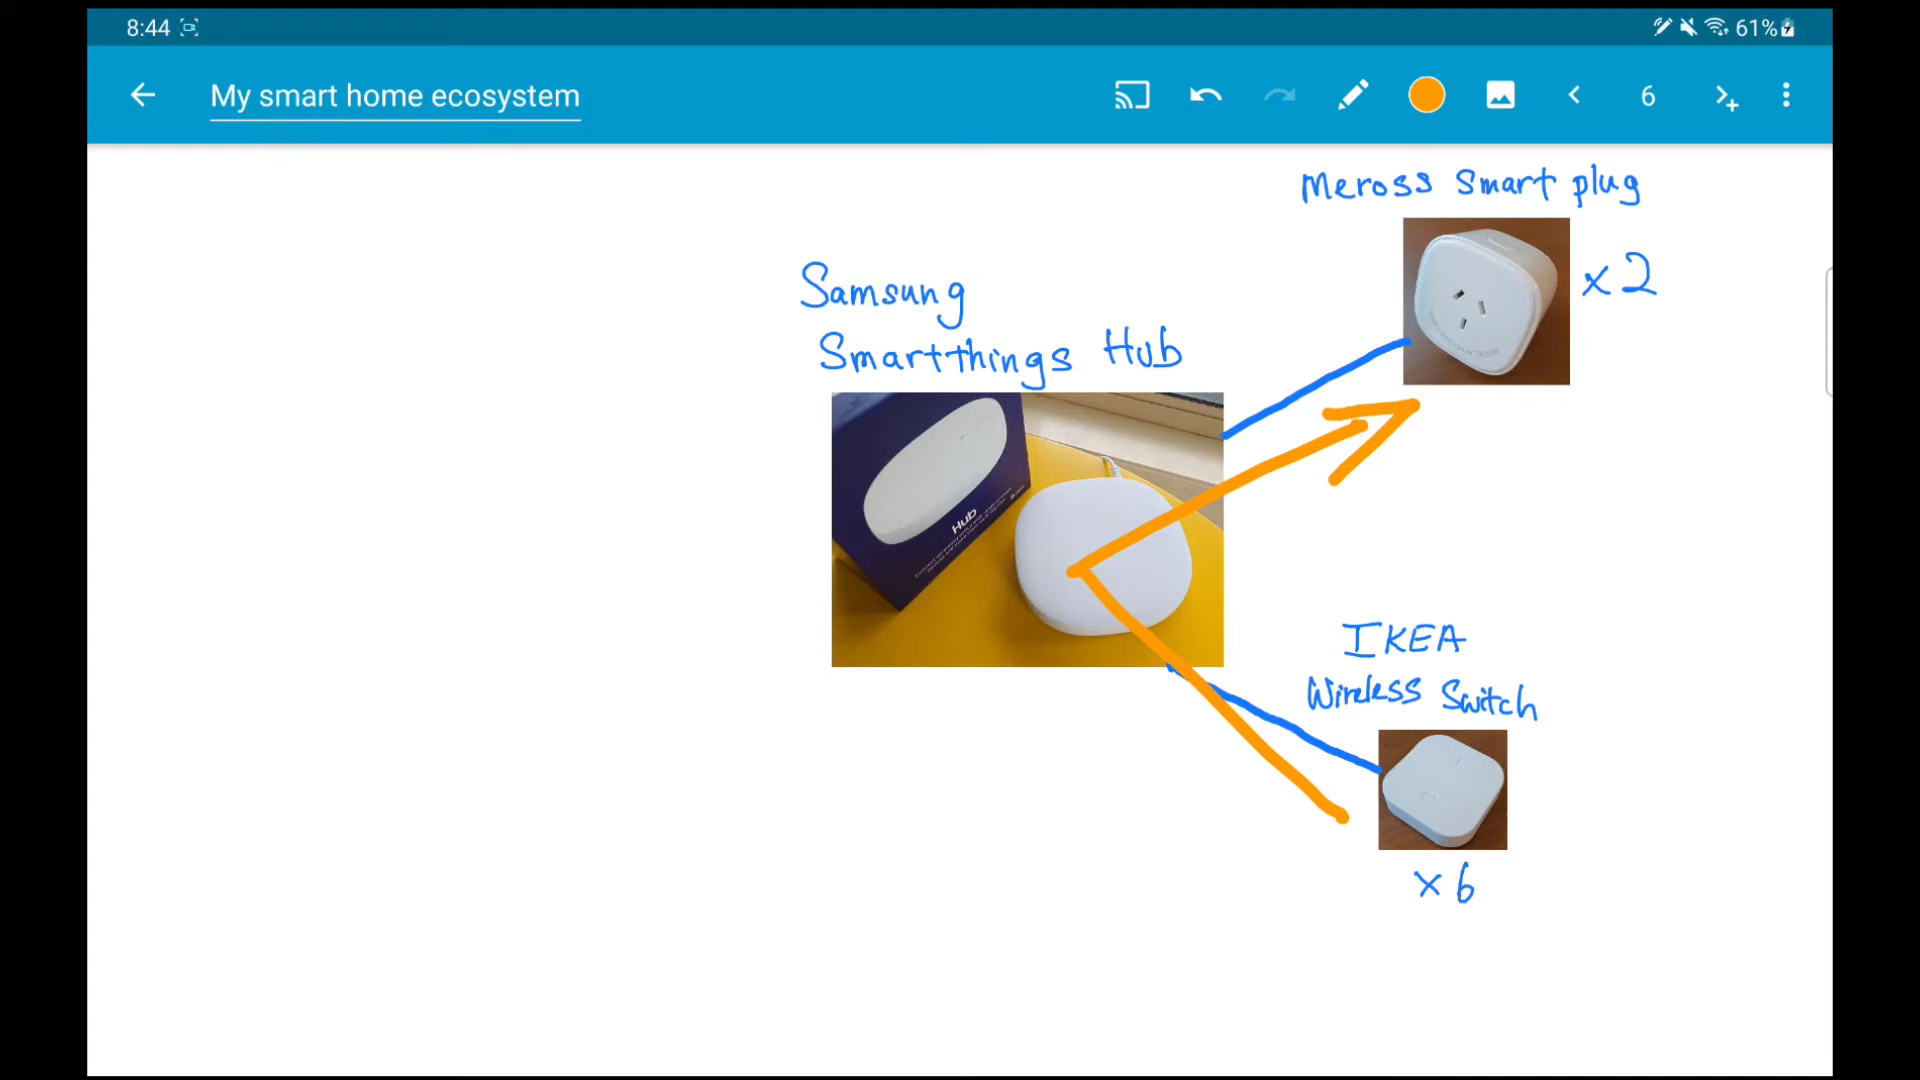 8:44
61%
My smart home ecosystem
6
Meross Smart plug
x2
Samsung
Smartthings Hub
Hub
IKEA
Wireless Switch
x6